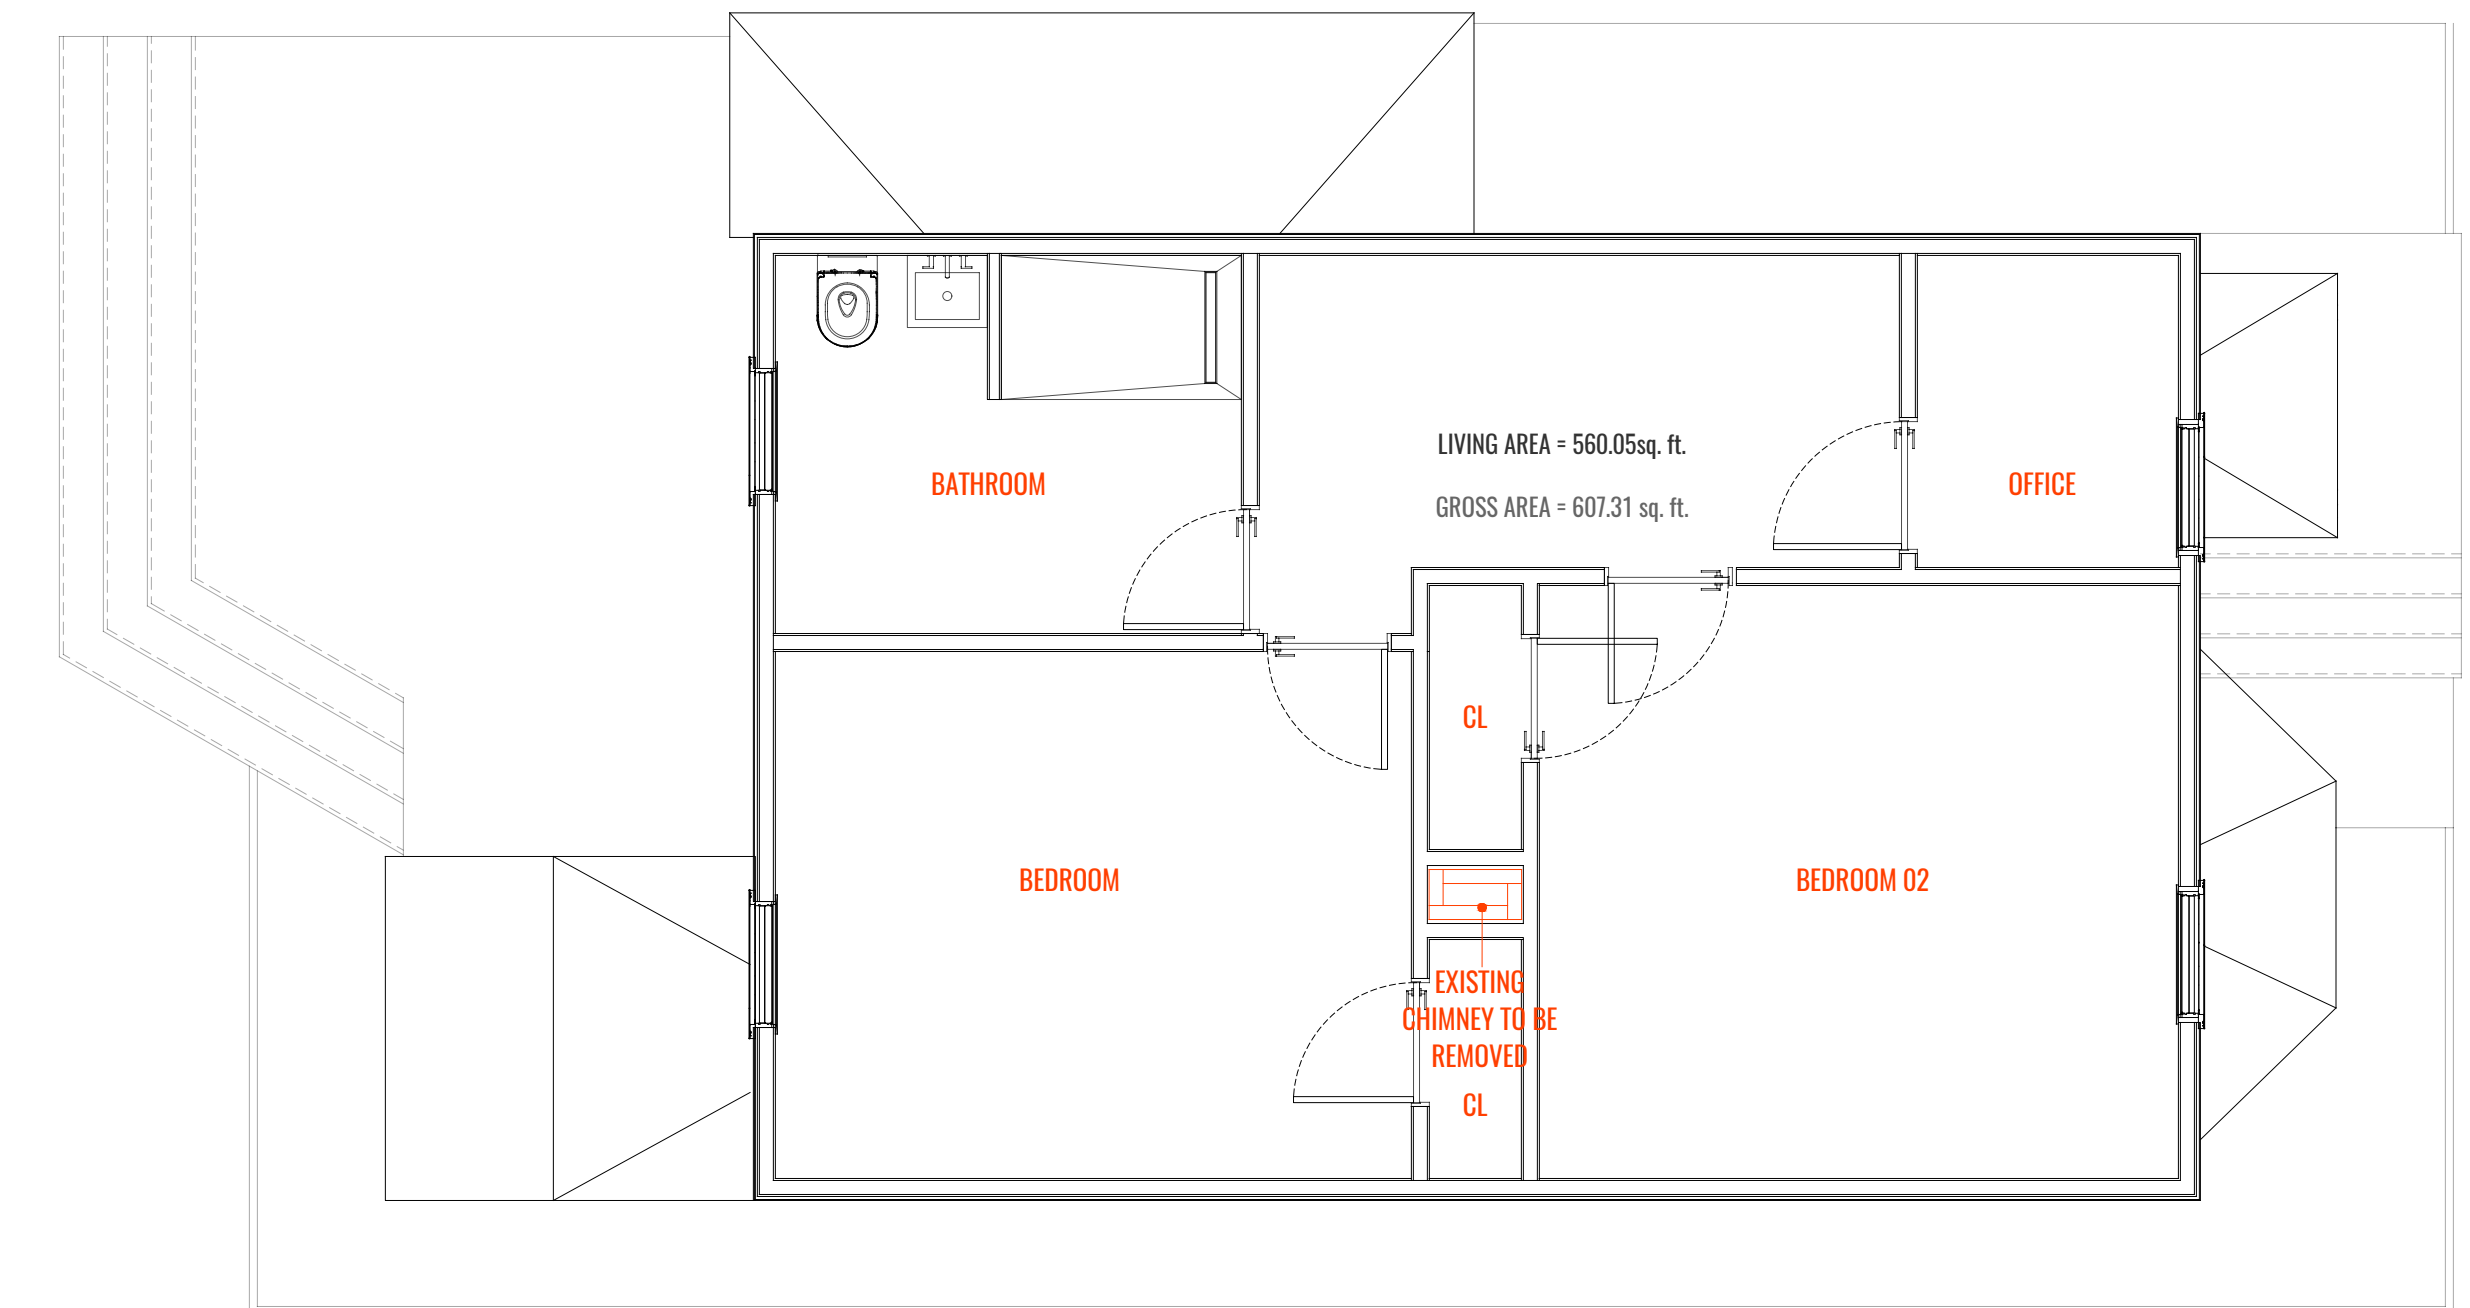 LIVING AREA = 560.05sq. ft.
BATHROOM
OFFICE
GROSS AREA = 607.31 sq. ft.
CL
BEDROOM
BEDROOM 02
EXISTING
CHIMNEY TO BE
REMOVED
CL